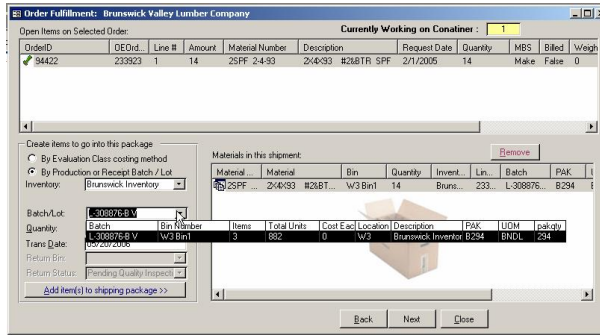 Order Fulfillment: Brunswick Valley Lumber Company
Open Items on Selected Order:
Currently Working on Conatiner : 1
OrderID OEOrd... Line # Amount Material Number Description Request Date Quantity MBS Billed Weigh
94422 233923 1 14 2SPF 2-4-93 2X4X93 #2&BTR SPF 2/1/2005 14 Make False 0
Create items to go into this package
By Evaluation Class costing method
By Production or Receipt Batch / Lot
Inventory: Brunswick Inventory
Remove
Materials in this shipment:
Material ... Material Bin Quantity Invent... Lin... Batch PAK
2SPF ... 2X4X93 #2&BT... W3 Bin1 14 Bruns... 233... L-308876... B294
Batch/Lot: L-308876-B V
Quantity:
Batch Bin Number Items Total Units Cost Eac Location Description PAK UOM pakqty
L-308876-B V W3 Bin1 3 882 0 W3 Brunswick Inventor B294 BNDL 294
Trans Date: 05/20/2006
Return Bin:
Return Status: Pending Quality Inspecti
Add item(s) to shipping package >>
Back Next Close